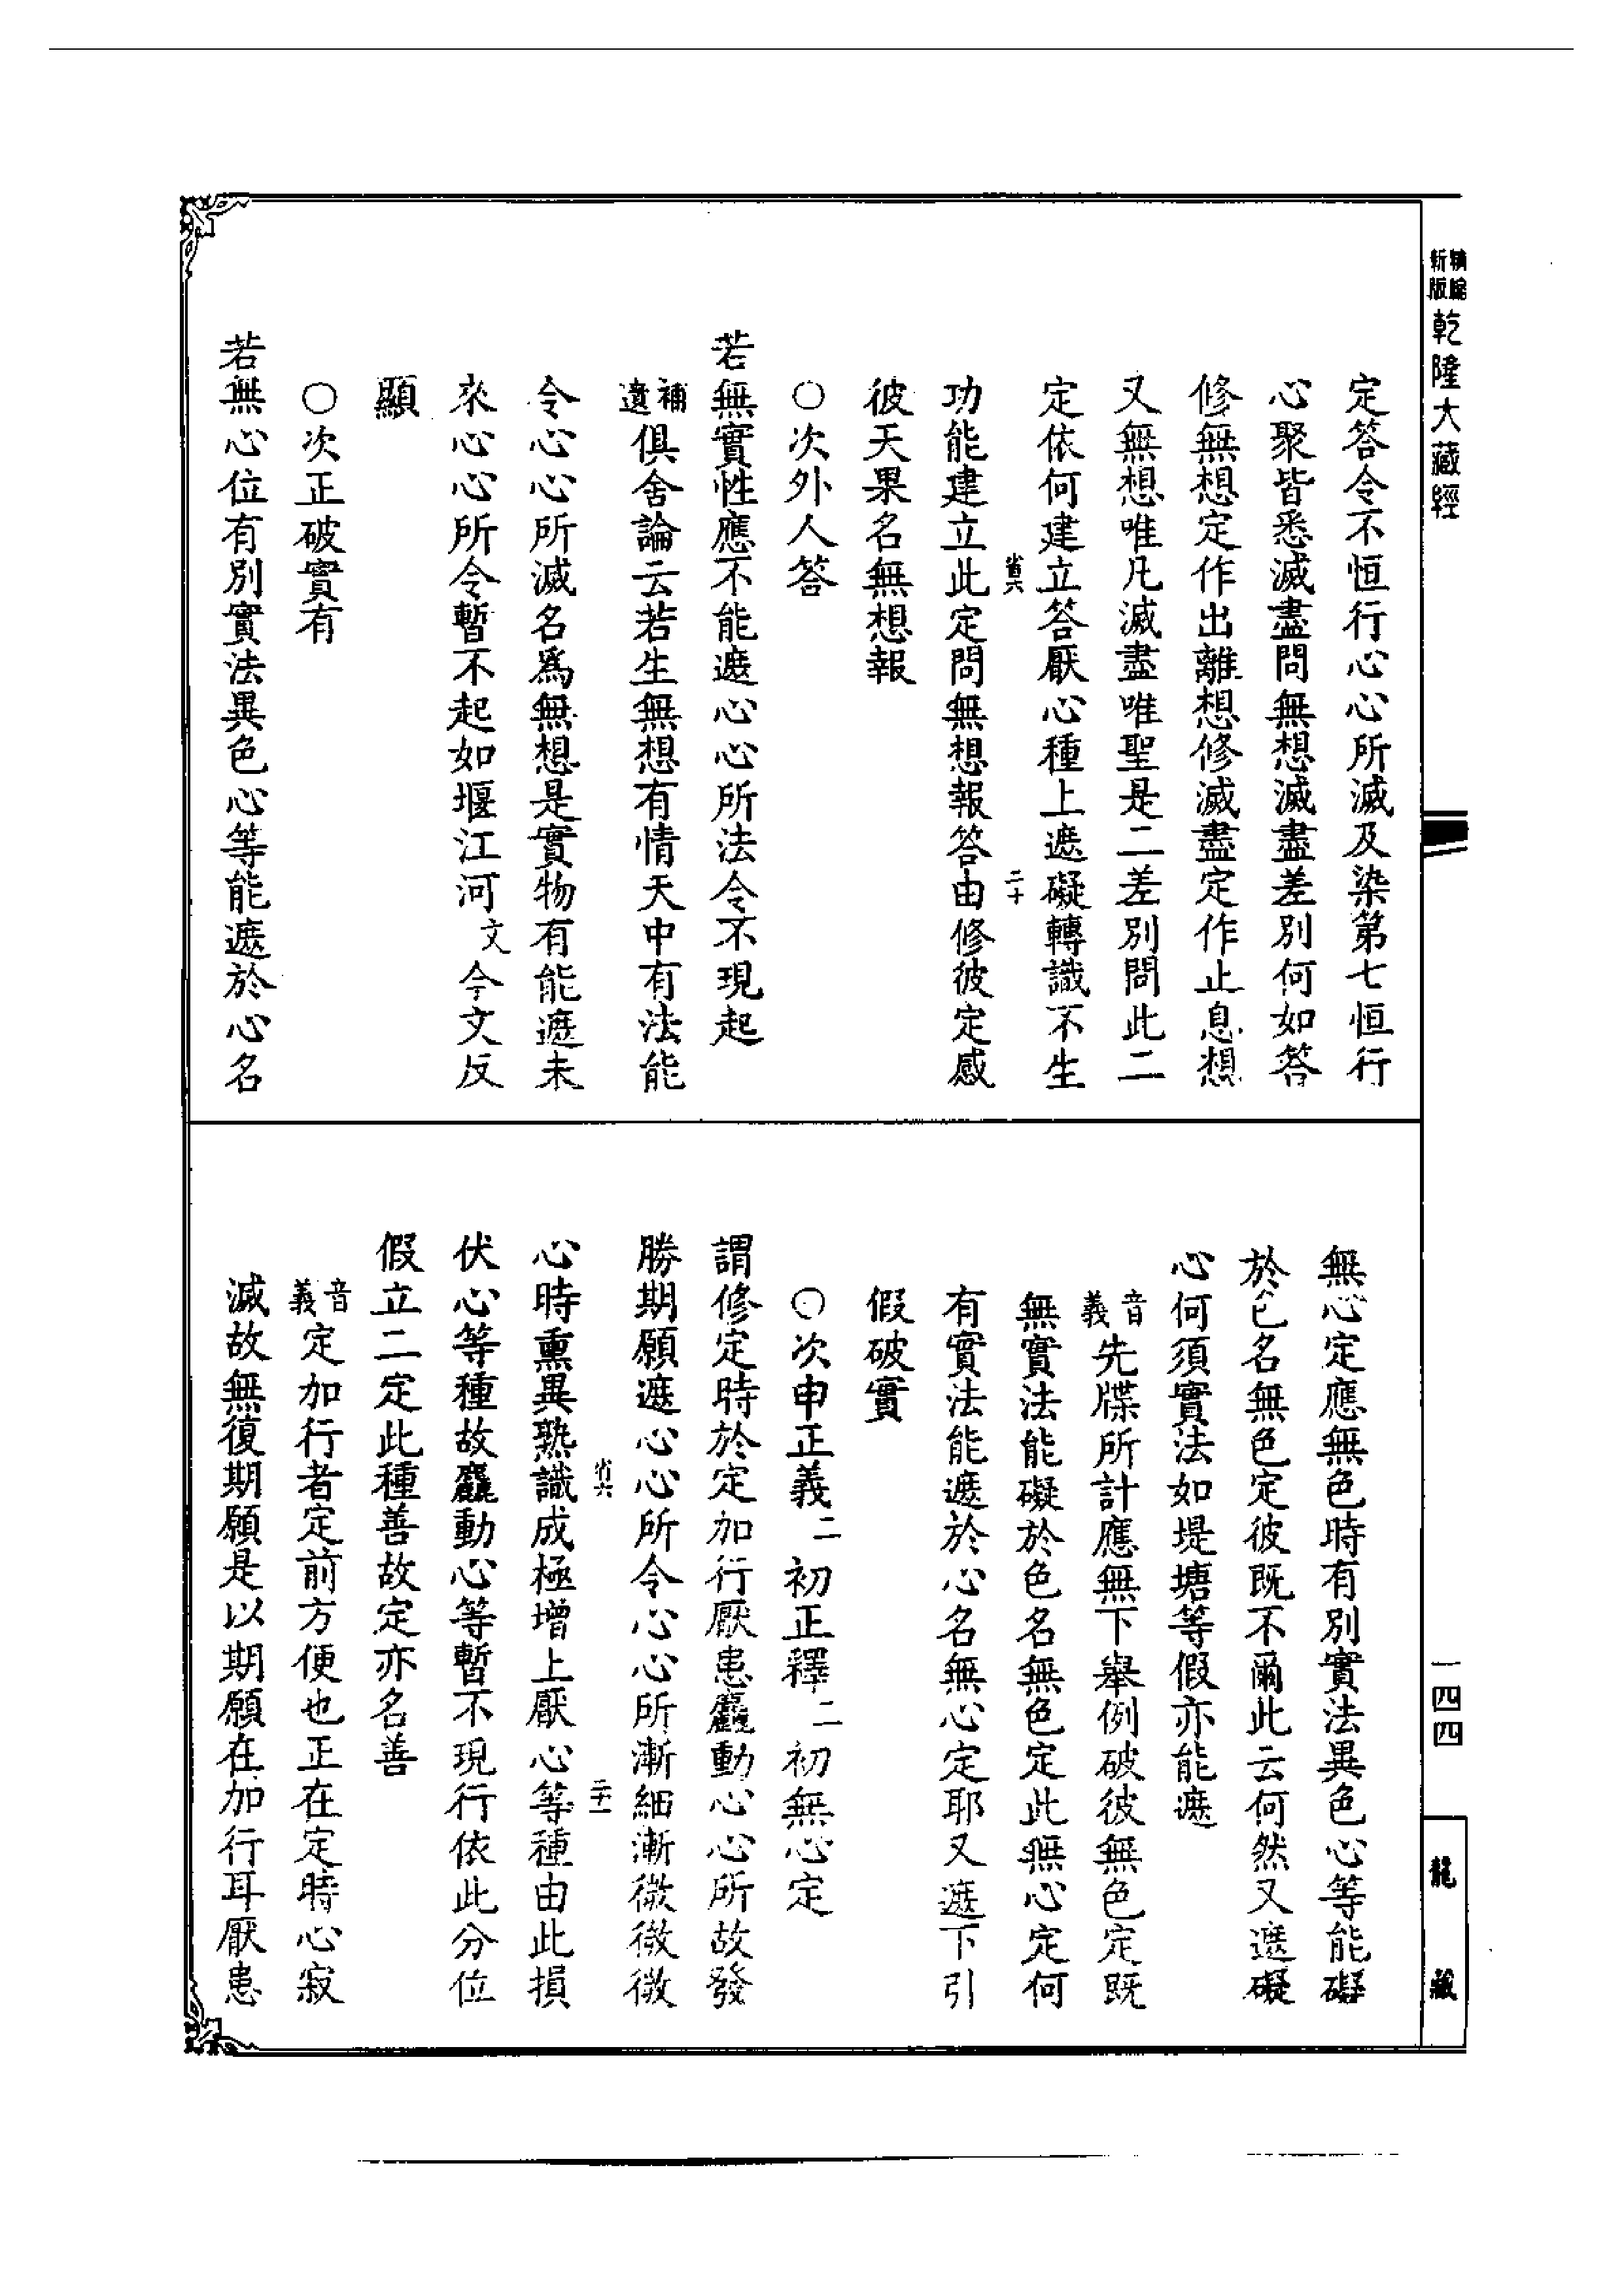 精縮新版乾隆大藏經
一四四
龍藏
定答令不恒行心心所滅及染第七恒行
心聚皆悉滅盡問無想滅盡差別何如答
修無想定作出離想修滅盡定作止息想
又無想唯凡滅盡唯聖是二差別問此二
定依何建立答厭心種上遮礙轉識不生
省六 二十
功能建立此定問無想報答由修彼定感
彼天果名無想報
○次外人答
若無實性應不能遮心心所法令不現起
補遺俱舍論云若生無想有情天中有法能
令心心所滅名爲無想是實物有能遮未
來心心所令暫不起如堰江河文今文反
顯
○次正破實有
若無心位有別實法異色心等能遮於心名
無心定應無色時有別實法異色心等能礙
於色名無色定彼既不爾此云何然又遮礙
心何須實法如堤塘等假亦能遮
音義先牒所計應無下舉例破彼無色定既
無實法能礙於色名無色定此無心定何
有實法能遮於心名無心定耶又遮下引
假破實
○次申正義二初正釋二初無心定
謂修定時於定加行厭患麤動心心所故發
勝期願遮心心所令心心所漸細漸微微微
省六 二十一
心時熏異熟識成極增上厭心等種由此損
伏心等種故麤動心等暫不現行依此分位
假立二定此種善故定亦名善
音義定加行者定前方便也正在定時心寂
滅故無復期願是以期願在加行耳厭患